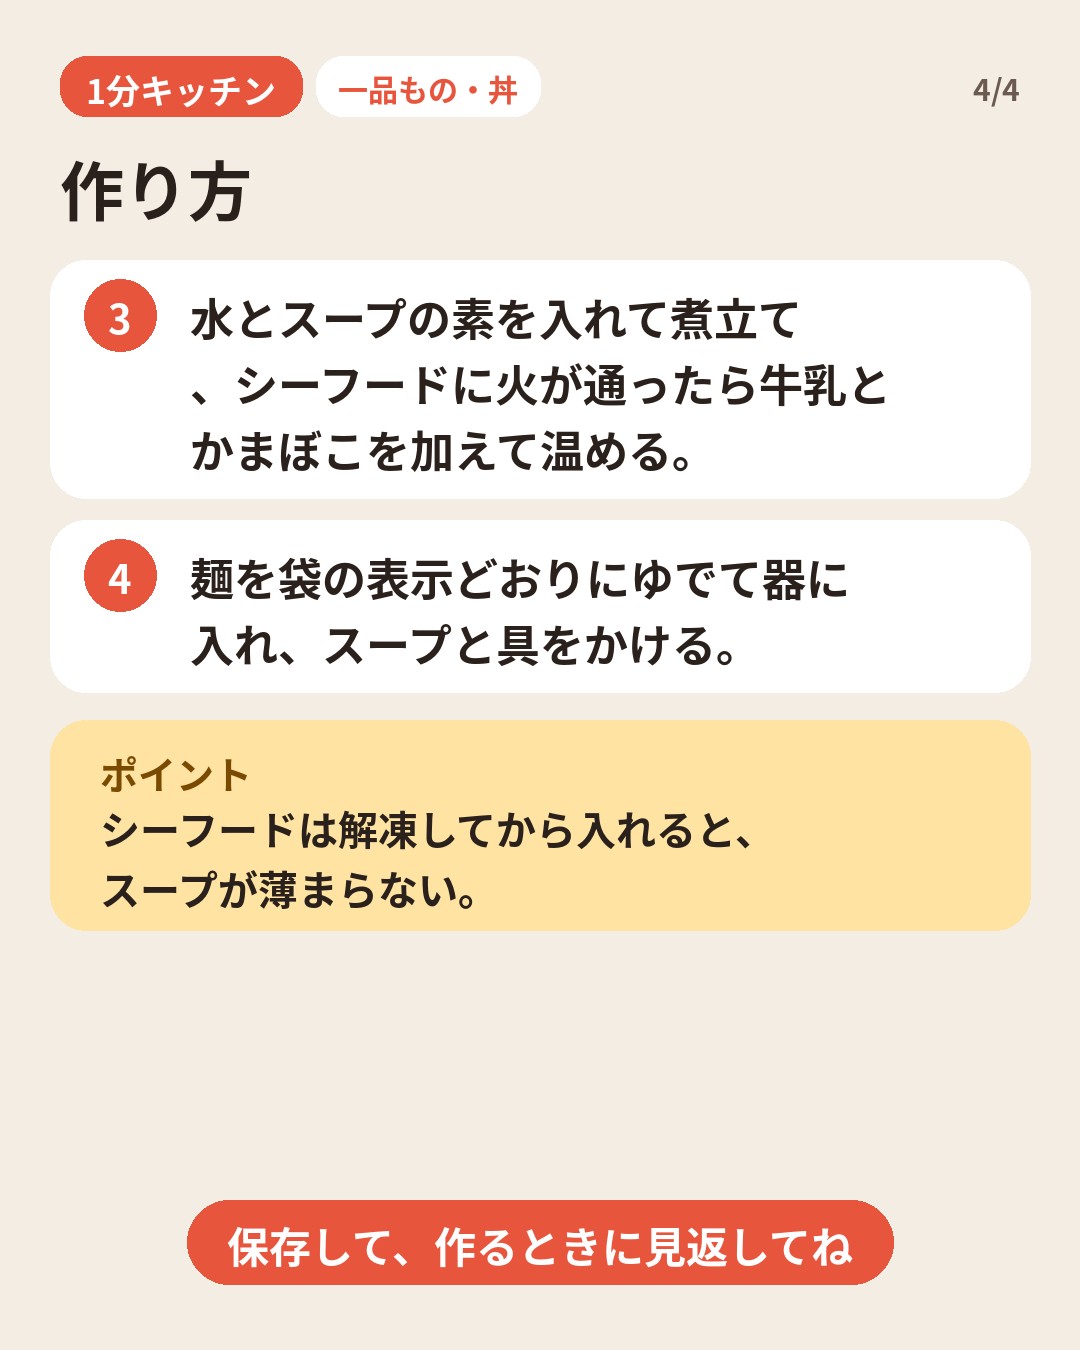 1分キッチン
一品もの・丼
4/4
作り方
3
水とスープの素を入れて煮立て
、シーフードに火が通ったら牛乳と
かまぼこを加えて温める。
4
麺を袋の表示どおりにゆでて器に
入れ、スープと具をかける。
ポイント
シーフードは解凍してから入れると、
スープが薄まらない。
保存して、作るときに見返してね